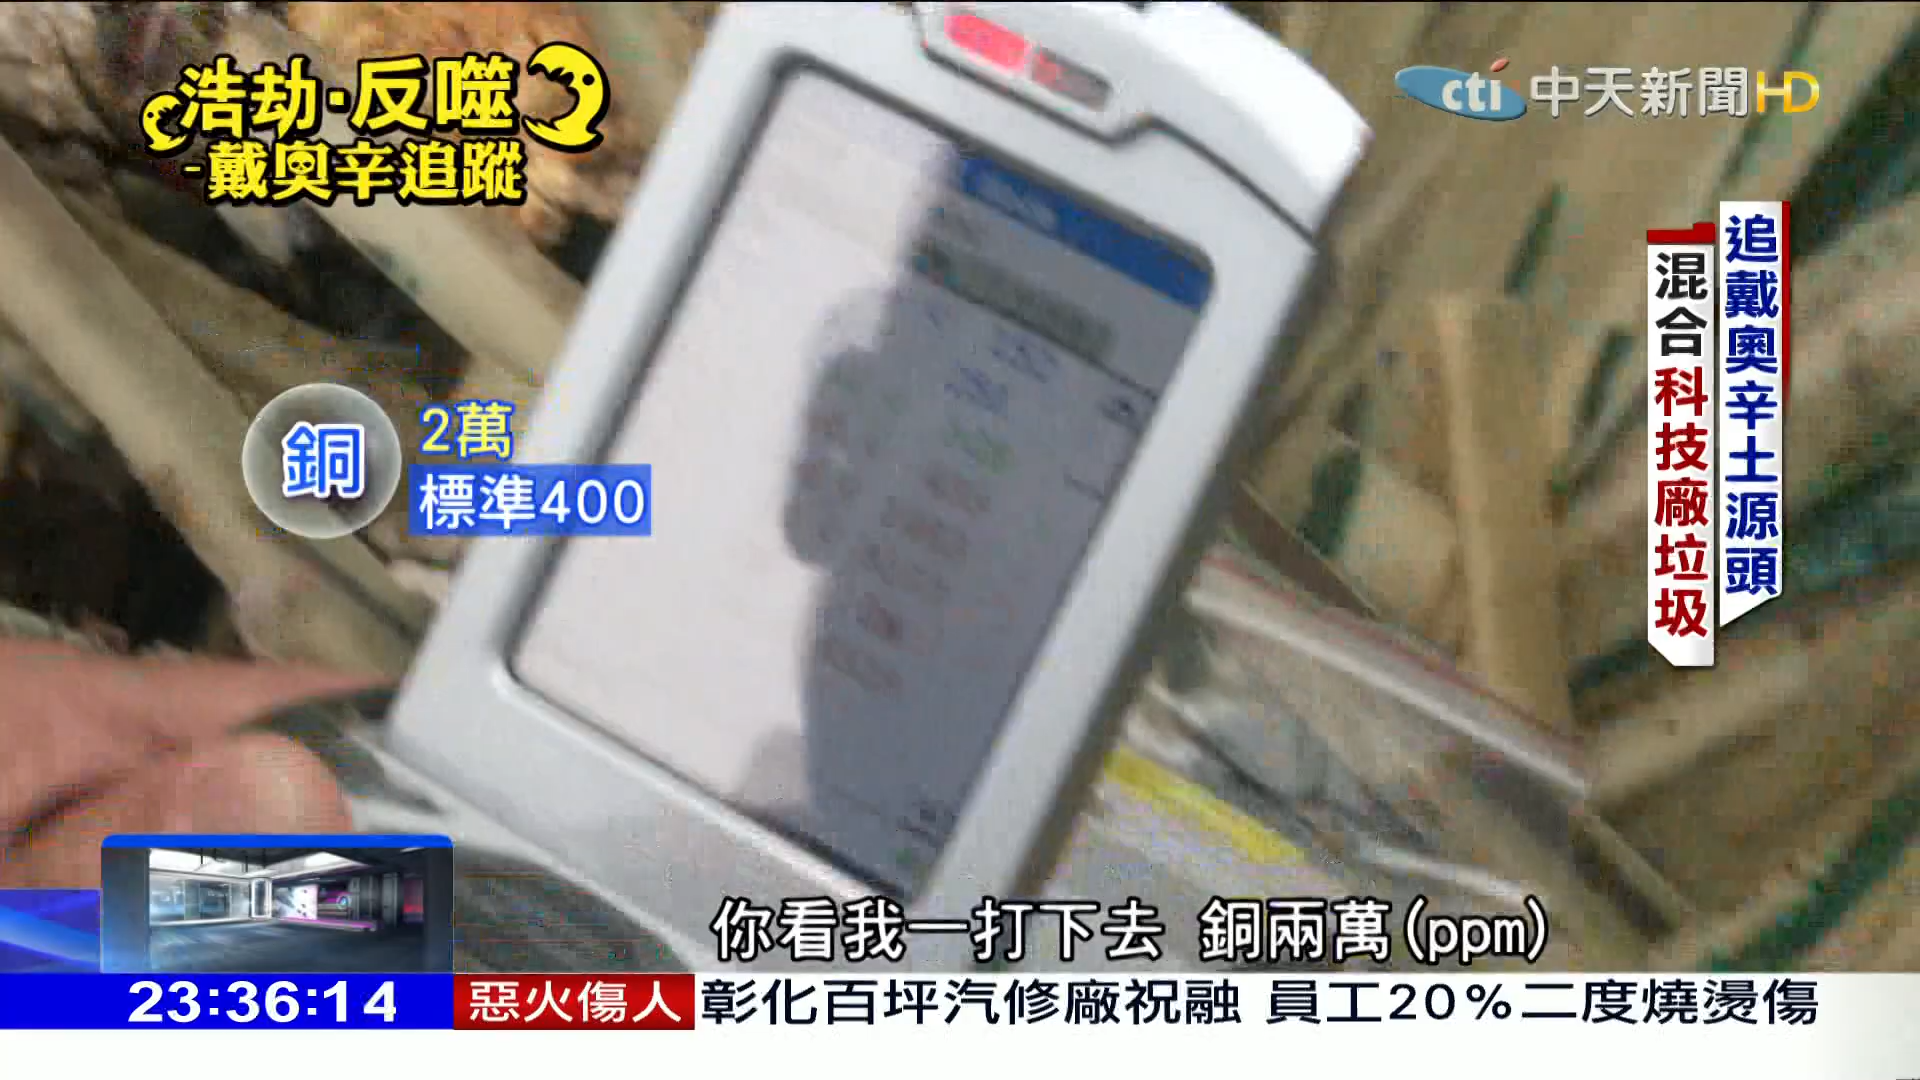 浩劫·反噬
-戴奧辛追蹤
cti 中天新聞HD
追戴奧辛土源頭
混合科技廠垃圾
銅
2萬
標準400
你看我一打下去 銅兩萬(ppm)
23:36:14
惡火傷人
彰化百坪汽修廠祝融 員工20%二度燒燙傷